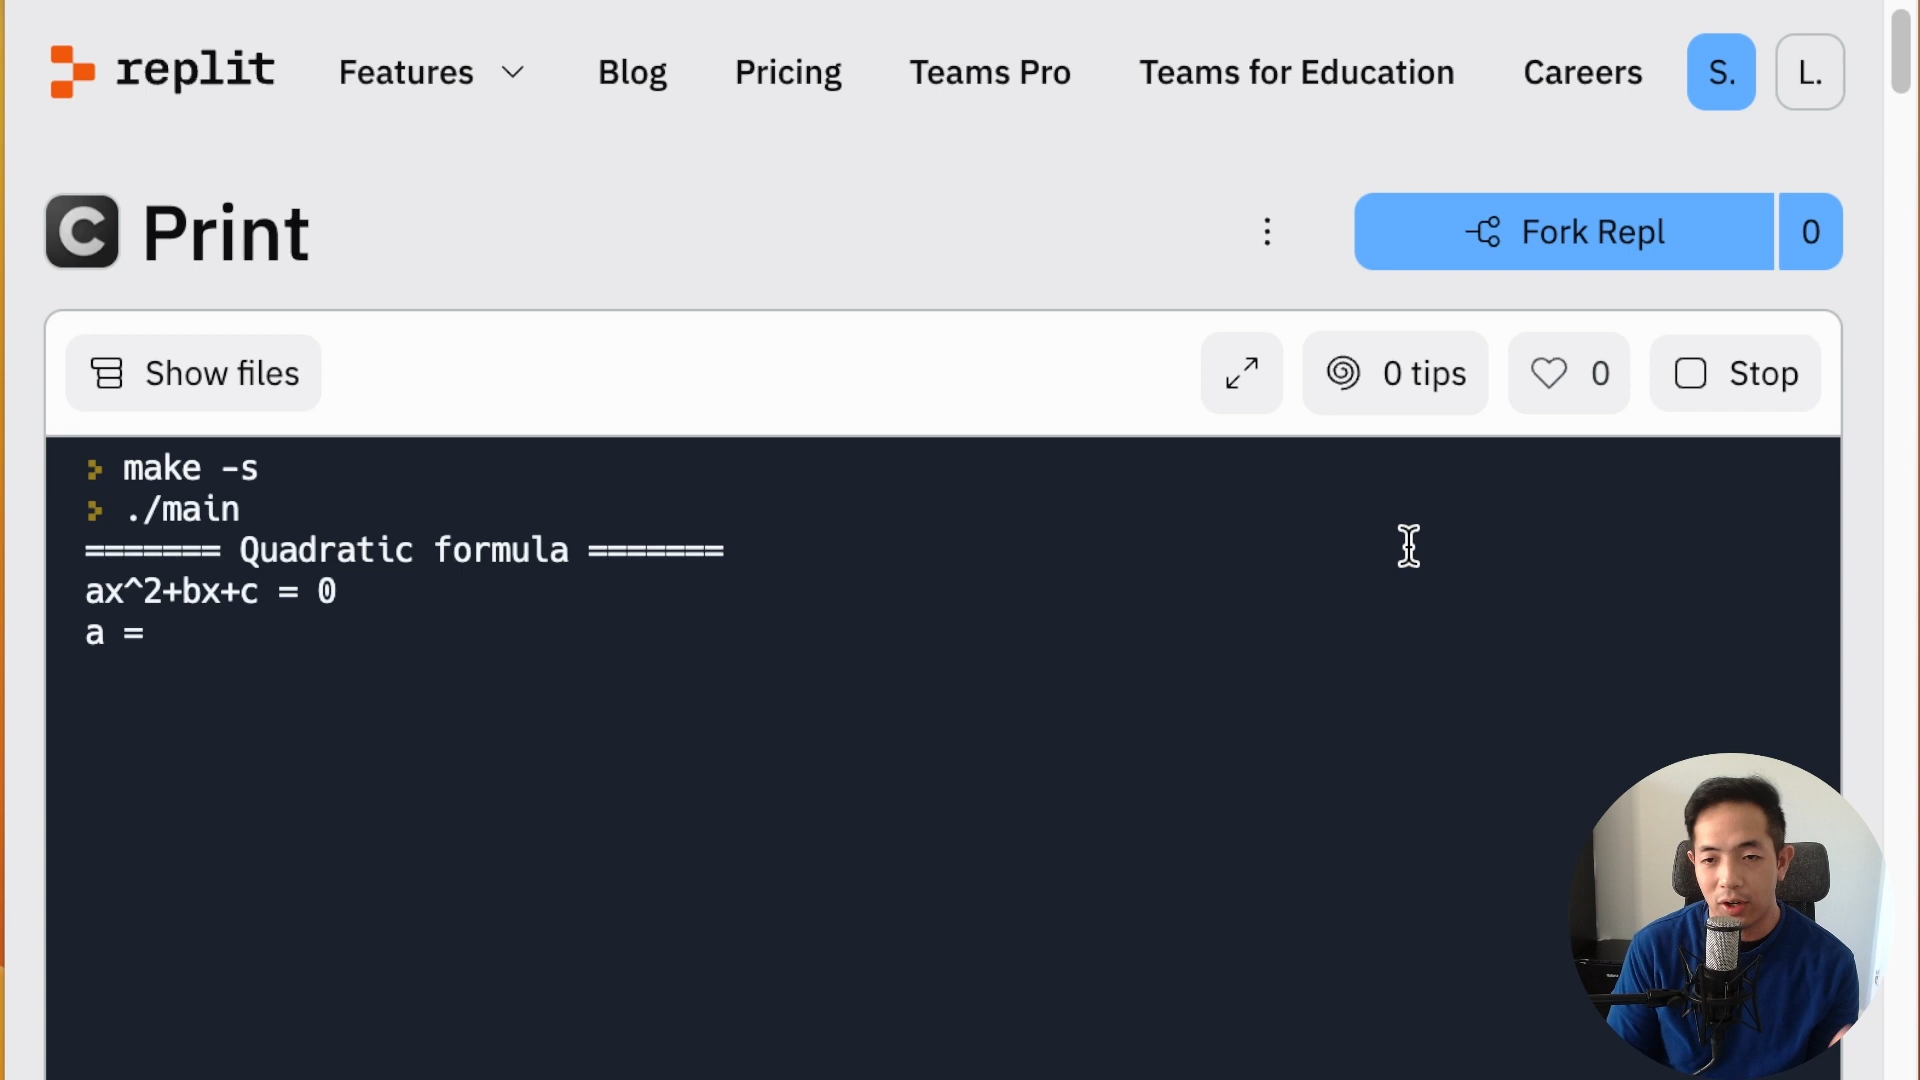 replit Features Blog Pricing Teams Pro Teams for Education Careers S. L.
C Print Fork Repl 0
Show files 0 tips 0 Stop
make -s
./main
======= Quadratic formula =======
ax^2+bx+c = 0
a =